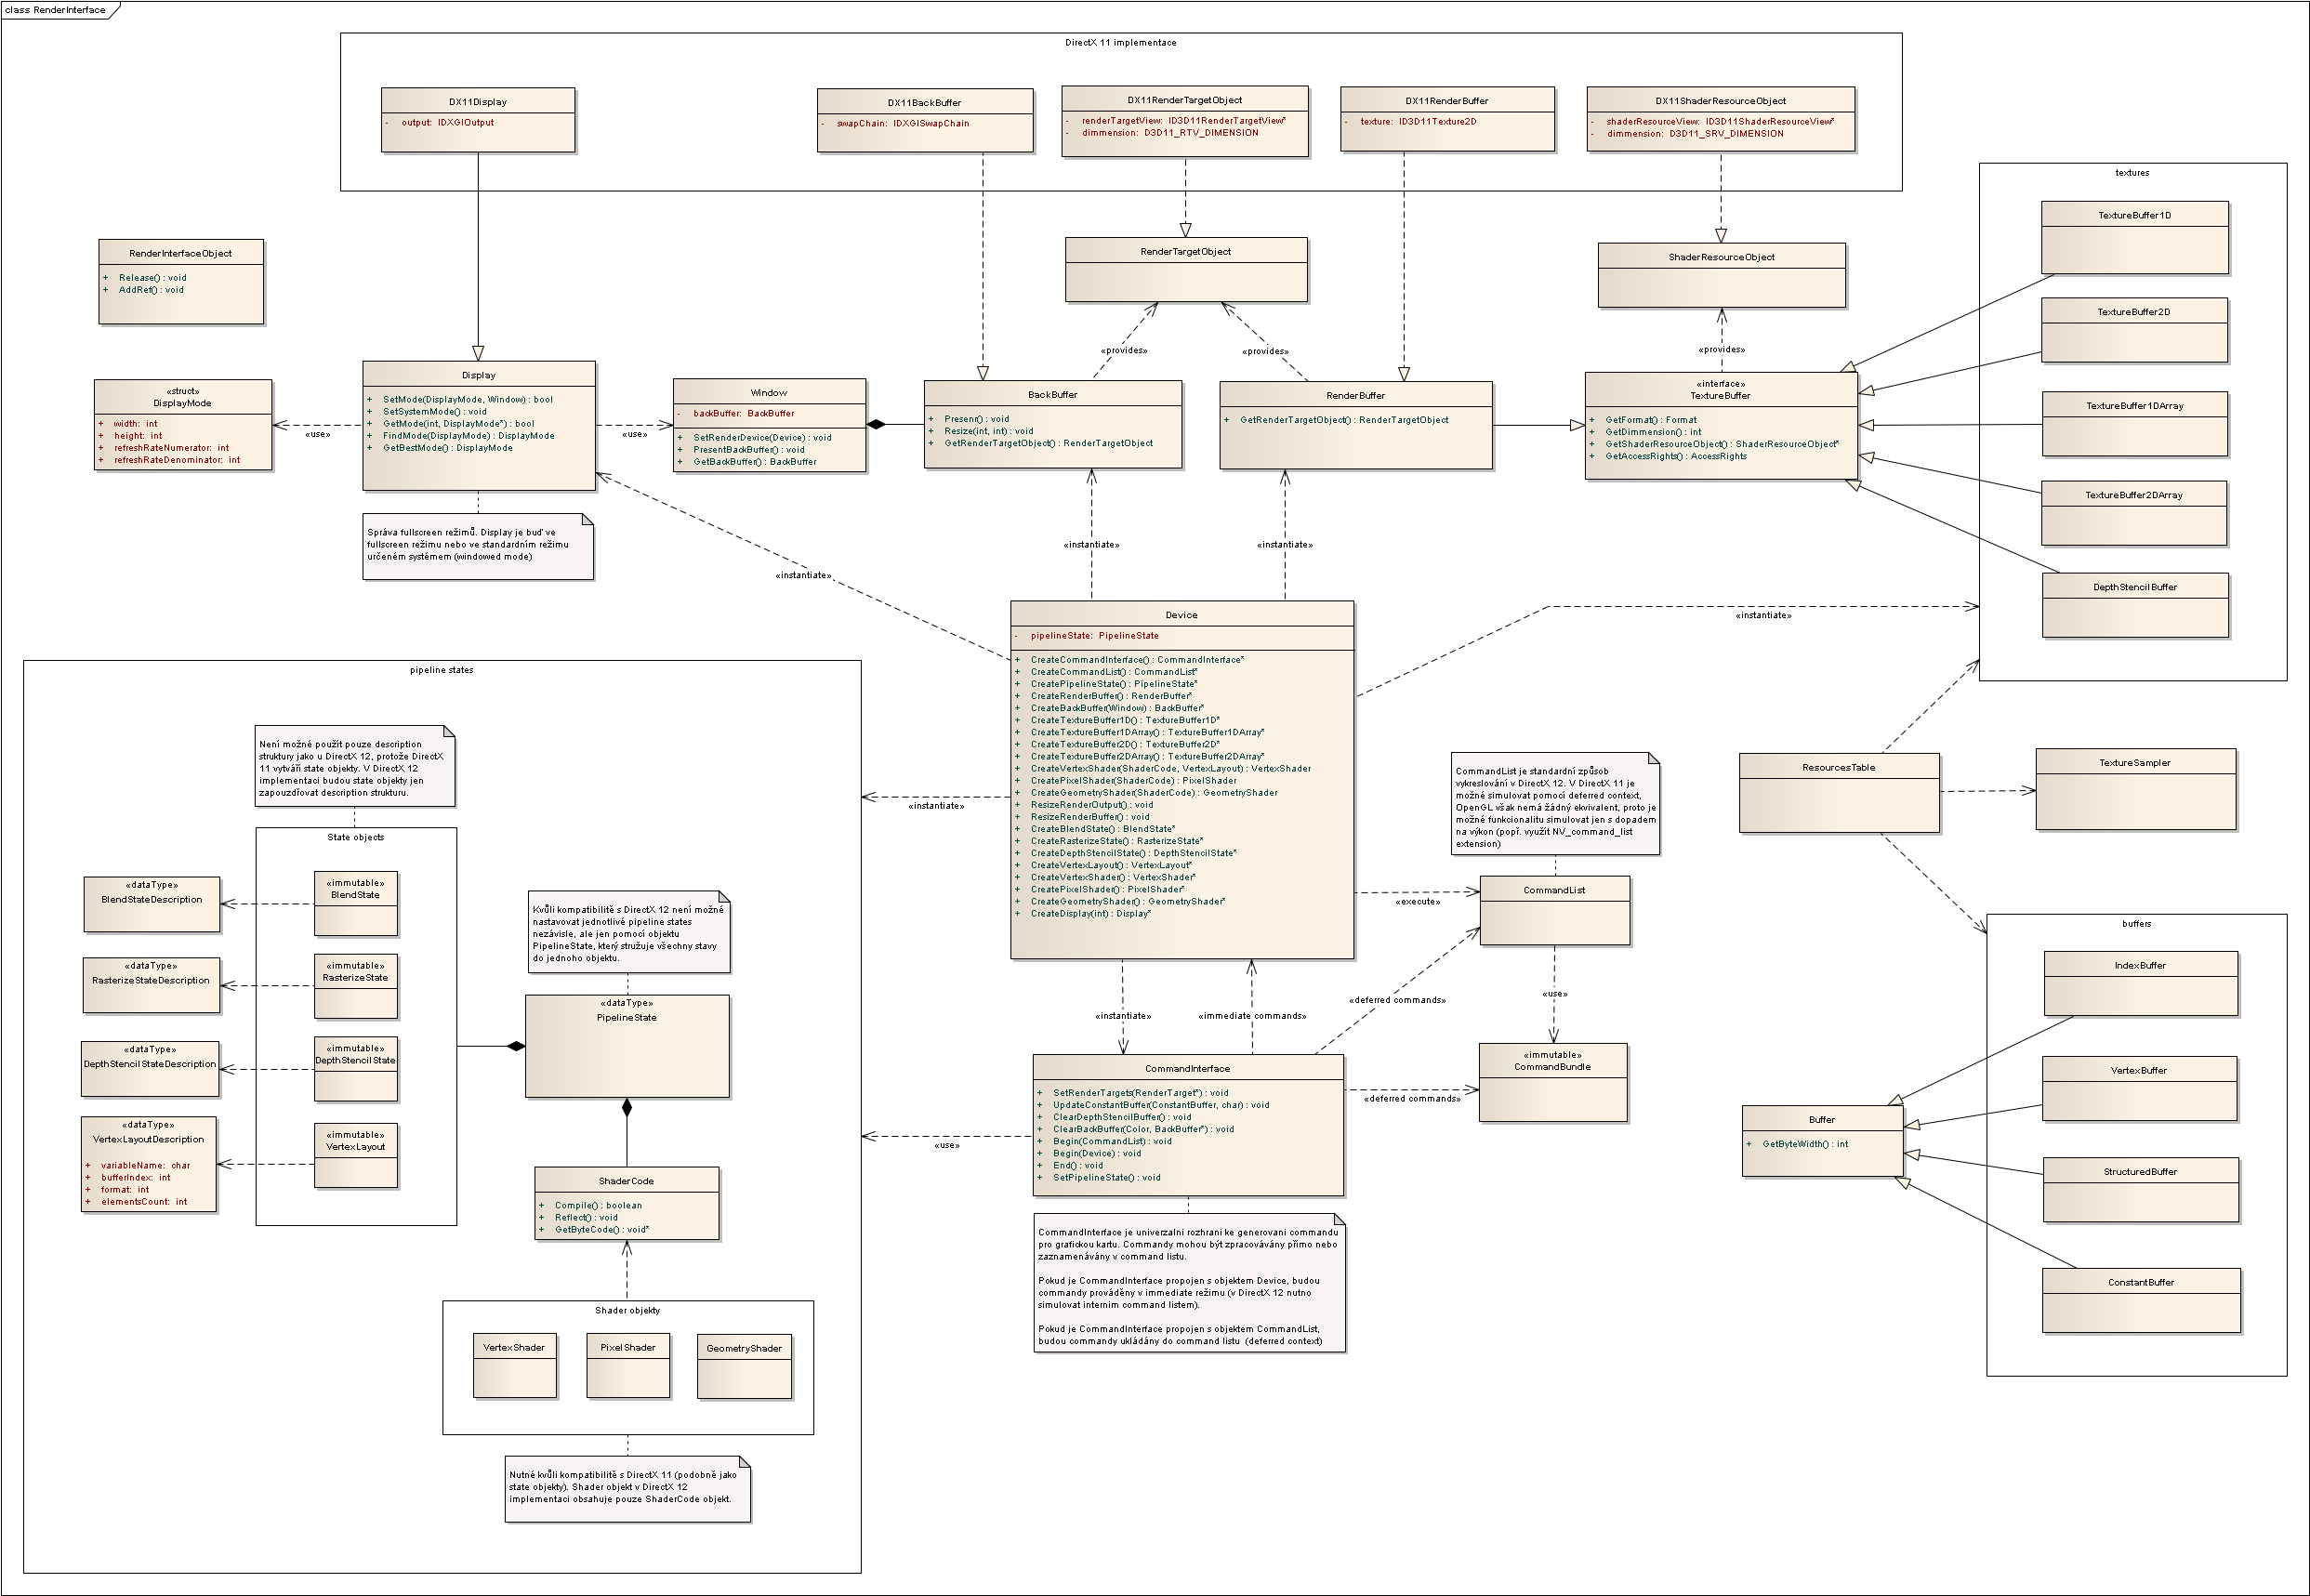 class RenderInterface
DirectX 11 implementace
DX11Display
- output: IDXGIOutput
DX11BackBuffer
- swapChain: IDXGISwapChain
DX11RenderTargetObject
- renderTargetView: ID3D11RenderTargetView*
- dimmension: D3D11_RTV_DIMENSION
DX11RenderBuffer
- texture: ID3D11Texture2D
DX11ShaderResourceObject
- shaderResourceView: ID3D11ShaderResourceView*
- dimmension: D3D11_SRV_DIMENSION
textures
TextureBuffer1D
TextureBuffer2D
TextureBuffer1DArray
TextureBuffer2DArray
DepthStencilBuffer
RenderInterfaceObject
+ Release() : void
+ AddRef() : void
RenderTargetObject
ShaderResourceObject
«provides»
«provides»
«provides»
«struct»
DisplayMode
+ width: int
+ height: int
+ refreshRateNumerator: int
+ refreshRateDenominator: int
«use»
Display
+ SetMode(DisplayMode, Window) : bool
+ SetSystemMode() : void
+ GetMode(int, DisplayMode*) : bool
+ FindMode(DisplayMode) : DisplayMode
+ GetBestMode() : DisplayMode
«use»
Window
- backBuffer: BackBuffer
+ SetRenderDevice(Device) : void
+ PresentBackBuffer() : void
+ GetBackBuffer() : BackBuffer
BackBuffer
+ Presenr() : void
+ Resize(int, int) : void
+ GetRenderTargetObject() : RenderTargetObject
RenderBuffer
+ GetRenderTargetObject() : RenderTargetObject
«interface»
TextureBuffer
+ GetFormat() : Format
+ GetDimmension() : int
+ GetShaderResourceObject() : ShaderResourceObject*
+ GetAccessRights() : AccessRights
Správa fullscreen režimů. Display je buď ve
fullscreen režimu nebo ve standardním režimu
určeném systémem (windowed mode)
«instantiate»
«instantiate»
«instantiate»
«instantiate»
Device
- pipelineState: PipelineState
+ CreateCommandInterface() : CommandInterface*
+ CreateCommandList() : CommandList*
+ CreatePipelineState() : PipelineState*
+ CreateRenderBuffer() : RenderBuffer*
+ CreateBackBuffer(Window) : BackBuffer*
+ CreateTextureBuffer1D() : TextureBuffer1D*
+ CreateTextureBuffer1DArray() : TextureBuffer1DArray*
+ CreateTextureBuffer2D() : TextureBuffer2D*
+ CreateTextureBuffer2DArray() : TextureBuffer2DArray*
+ CreateVertexShader(ShaderCode, VertexLayout) : VertexShader
+ CreatePixelShader(ShaderCode) : PixelShader
+ CreateGeometryShader(ShaderCode) : GeometryShader
+ ResizeRenderOutput() : void
+ ResizeRenderBuffer() : void
+ CreateBlendState() : BlendState*
+ CreateRasterizeState() : RasterizeState*
+ CreateDepthStencilState() : DepthStencilState*
+ CreateVertexLayout() : VertexLayout*
+ CreateVertexShader() : VertexShader*
+ CreatePixelShader() : PixelShader*
+ CreateGeometryShader() : GeometryShader*
+ CreateDisplay(int) : Display*
pipeline states
Není možné použít pouze description
struktury jako u DirectX 12, protože DirectX
11 vytváří state objekty. V DirectX 12
implementaci budou state objekty jen
zapouzdřovat description strukturu.
State objects
«immutable»
BlendState
«immutable»
RasterizeState
«immutable»
DepthStencilState
«immutable»
VertexLayout
«dataType»
BlendStateDescription
«dataType»
RasterizeStateDescription
«dataType»
DepthStencilStateDescription
«dataType»
VertexLayoutDescription
+ variableName: char
+ bufferIndex: int
+ format: int
+ elementsCount: int
Kvůli kompatibilitě s DirectX 12 není možné
nastavovat jednotlivé pipeline states
nezávisle, ale jen pomocí objektu
PipelineState, který stružuje všechny stavy
do jednoho objektu.
«dataType»
PipelineState
ShaderCode
+ Compile() : boolean
+ Reflect() : void
+ GetByteCode() : void*
Shader objekty
VertexShader
PixelShader
GeometryShader
Nutné kvůli kompatibilitě s DirectX 11 (podobně jako
state objekty). Shader objekt v DirectX 12
implementaci obsahuje pouze ShaderCode objekt.
«instantiate»
«use»
«instantiate»
«immediate commands»
«deferred commands»
«deferred commands»
«execute»
«use»
CommandList je standardní způsob
vykreslování v DirectX 12. V DirectX 11 je
možné simulovat pomocí deferred context,
OpenGL však nemá žádný ekvivalent, proto je
možné funkcionalitu simulovat jen s dopadem
na výkon (popř. využít NV_command_list
extension)
CommandList
«immutable»
CommandBundle
CommandInterface
+ SetRenderTargets(RenderTarget*) : void
+ UpdateConstantBuffer(ConstantBuffer, char) : void
+ ClearDepthStencilBuffer() : void
+ ClearBackBuffer(Color, BackBuffer*) : void
+ Begin(CommandList) : void
+ Begin(Device) : void
+ End() : void
+ SetPipelineState() : void
CommandInterface je univerzalni rozhrani ke generovani commandu
pro grafickou kartu. Commandy mohou být zpracovávány přímo nebo
zaznamenávány v command listu.
Pokud je CommandInterface propojen s objektem Device, budou
commandy prováděny v immediate režimu (v DirectX 12 nutno
simulovat internim command listem).
Pokud je CommandInterface propojen s objektem CommandList,
budou commandy ukládány do command listu (deferred context)
ResourcesTable
TextureSampler
buffers
IndexBuffer
VertexBuffer
StructuredBuffer
ConstantBuffer
Buffer
+ GetByteWidth() : int